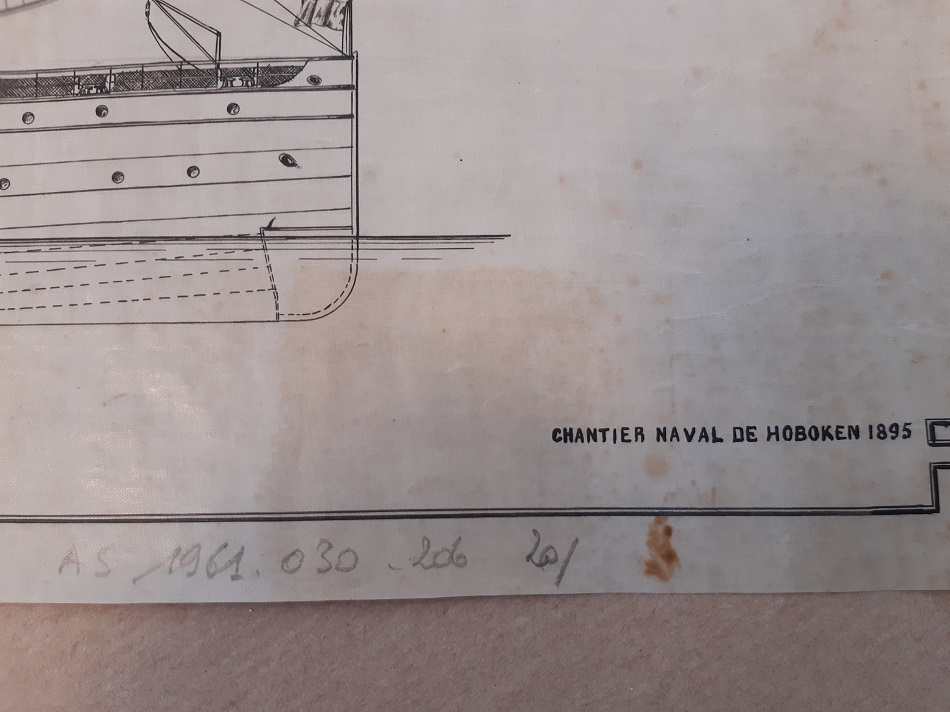 CHANTIER NAVAL DE HOBOKEN 1895
AS 1961.030.206